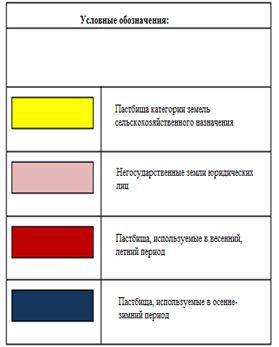 Условные обозначения:
Пастбища категории земель
сельскохозяйственного назначения
Негосударственные земли юридических
лиц
Пастбища, используемые в весенний,
летний период
Пастбища, используемые в осенне-
зимний период